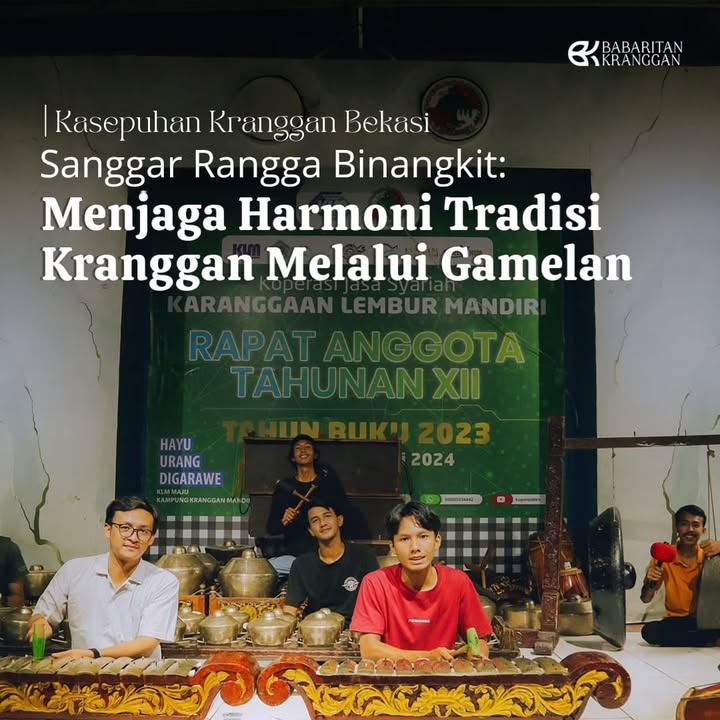 BABARITAN
KRANGGAN
| Kasepuhan Kranggan Bekasi
Sanggar Rangga Binangkit:
Menjaga Harmoni Tradisi
Kranggan Melalui Gamelan
KLM
Koperasi Jasa Syariah
KARANGGAAN LEMBUR MANDIRI
RAPAT ANGGOTA
TAHUNAN XII
TAHUN BUKU 2023
2024
HAYU
URANG
DIGARAWE
KLM MAJU
KAMPUNG KRANGGAN MANDIRI